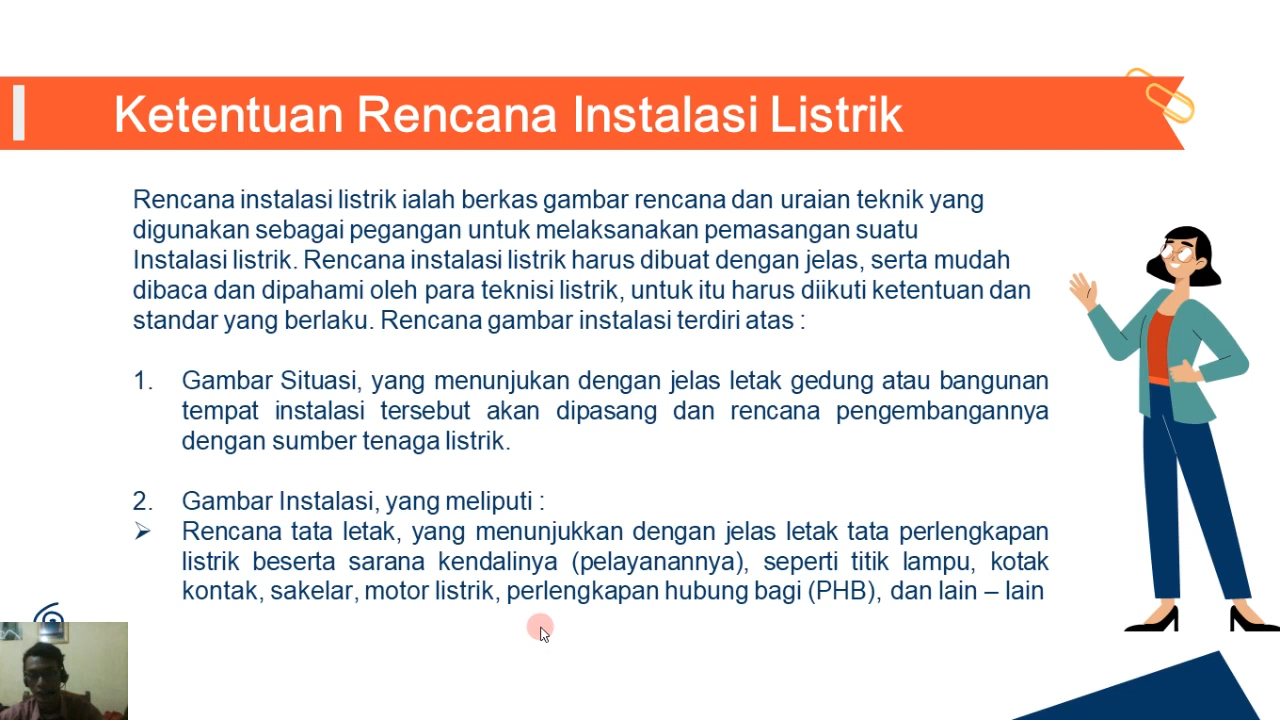 Ketentuan Rencana Instalasi Listrik
Rencana instalasi listrik ialah berkas gambar rencana dan uraian teknik yang
digunakan sebagai pegangan untuk melaksanakan pemasangan suatu
Instalasi listrik. Rencana instalasi listrik harus dibuat dengan jelas, serta mudah
dibaca dan dipahami oleh para teknisi listrik, untuk itu harus diikuti ketentuan dan
standar yang berlaku. Rencana gambar instalasi terdiri atas :
1. Gambar Situasi, yang menunjukan dengan jelas letak gedung atau bangunan
tempat instalasi tersebut akan dipasang dan rencana pengembangannya
dengan sumber tenaga listrik.
2. Gambar Instalasi, yang meliputi :
➢ Rencana tata letak, yang menunjukkan dengan jelas letak tata perlengkapan
listrik beserta sarana kendalinya (pelayanannya), seperti titik lampu, kotak
kontak, sakelar, motor listrik, perlengkapan hubung bagi (PHB), dan lain – lain